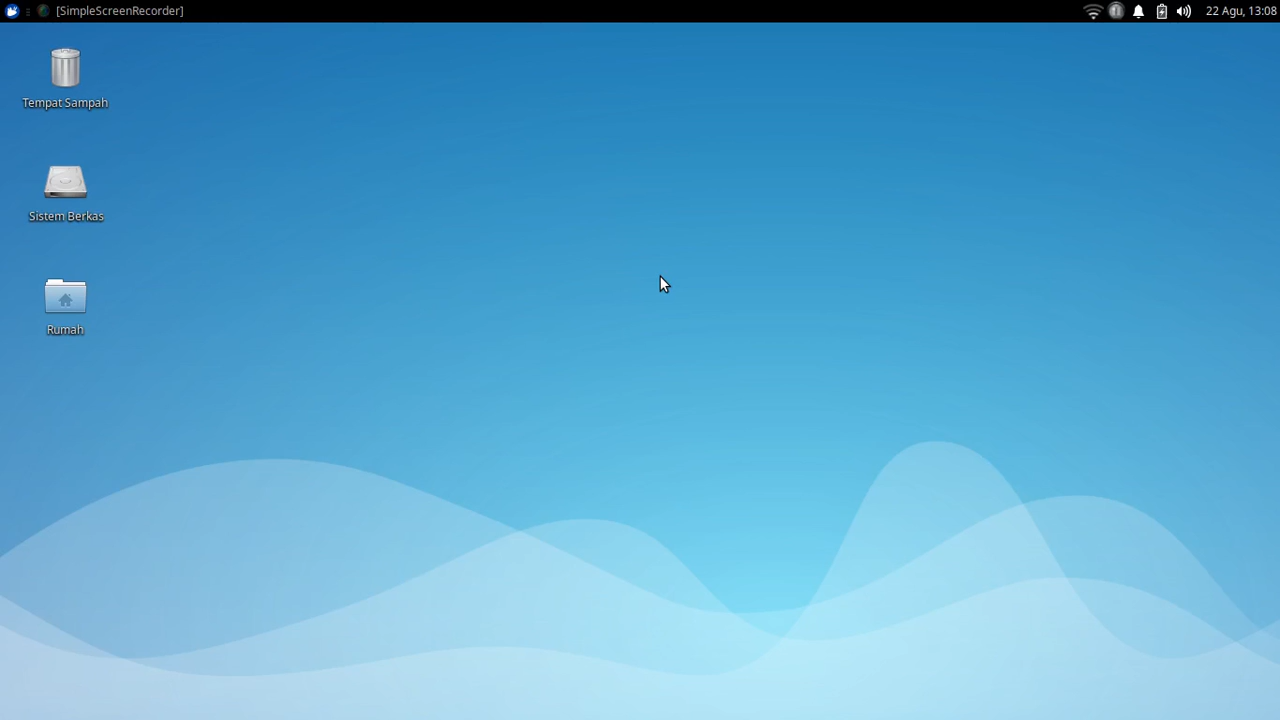 [SimpleScreenRecorder]
22 Agu, 13:08
Tempat Sampah
Sistem Berkas
Rumah